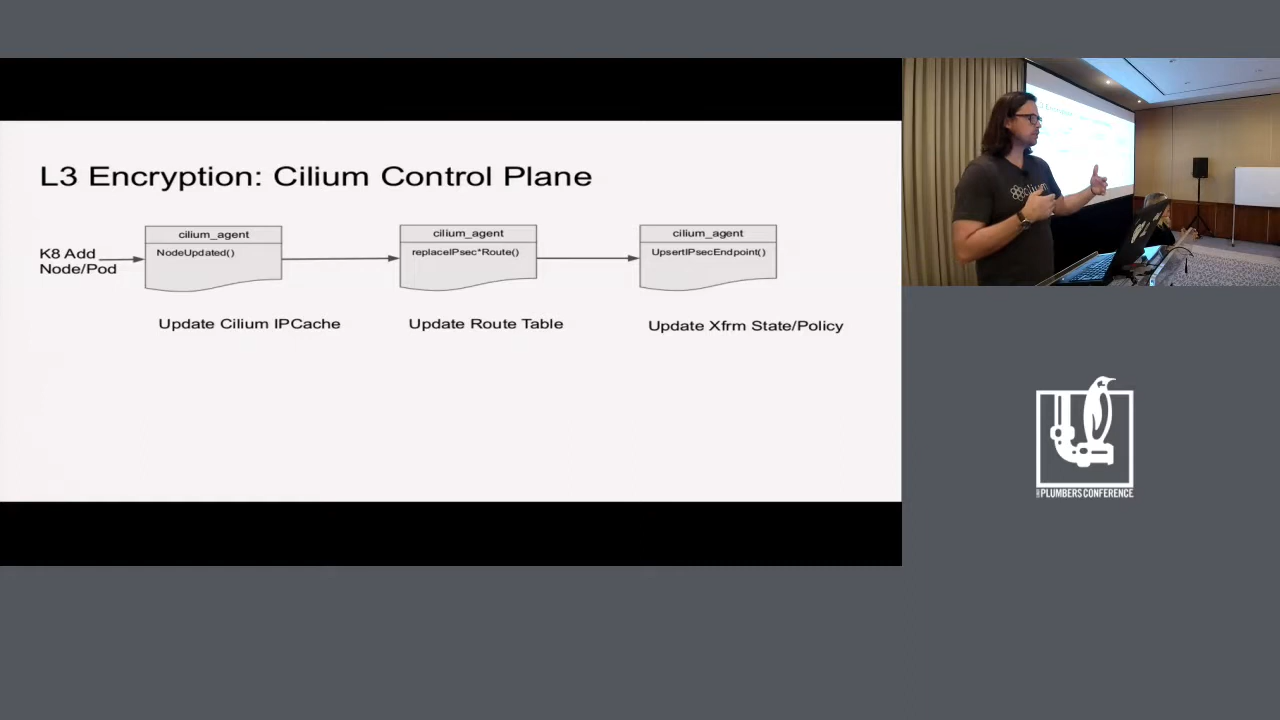 L3 Encryption: Cilium Control Plane
K8 Add
Node/Pod
cilium_agent
NodeUpdated()
Update Cilium IPCache
cilium_agent
replaceIPsec*Route()
Update Route Table
cilium_agent
UpsertIPsecEndpoint()
Update Xfrm State/Policy
cilium
PLUMBERS CONFERENCE